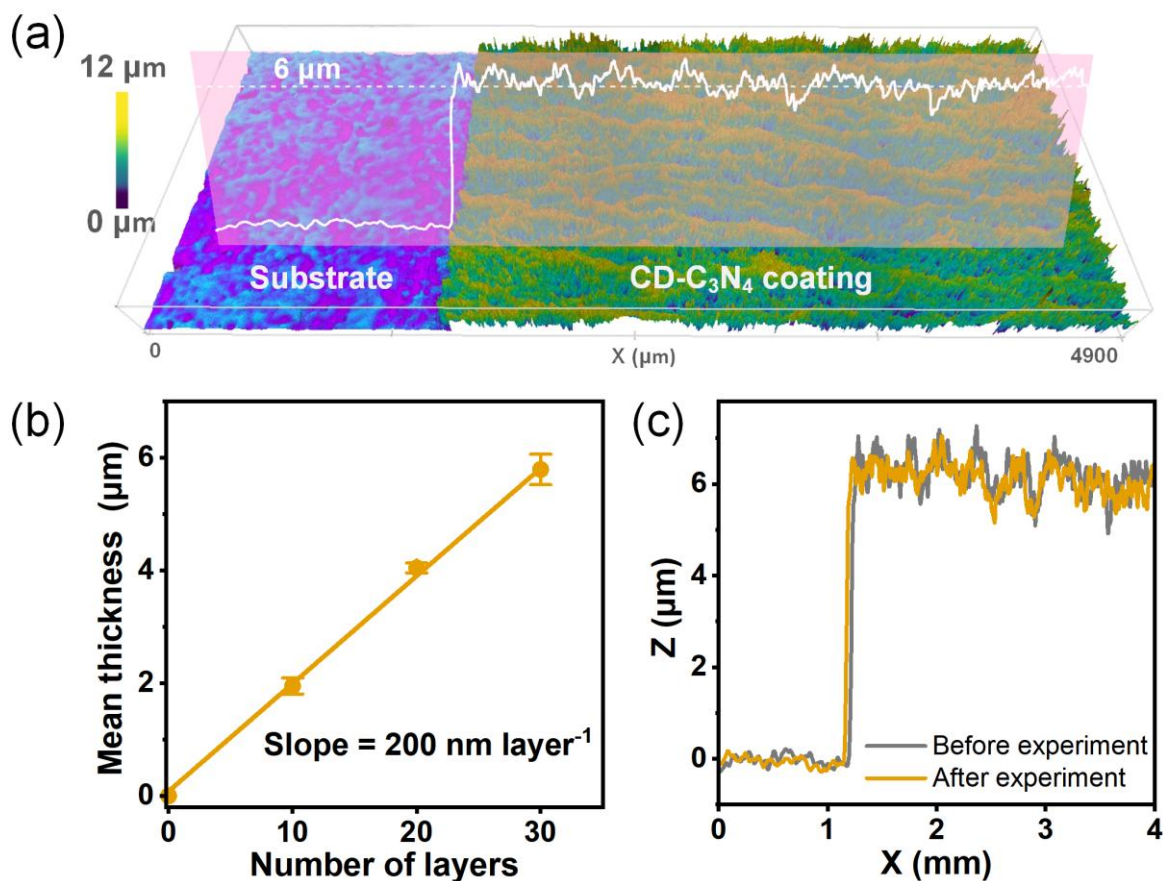 (a)
12 µm
6 µm
0 µm
Substrate
CD-C₃N₄ coating
0
X (µm)
4900
(b)
Mean thickness (µm)
6
4
2
0
Slope = 200 nm layer⁻¹
0
10
20
30
Number of layers
(c)
Z (µm)
6
4
2
0
Before experiment
After experiment
0
1
2
3
4
X (mm)